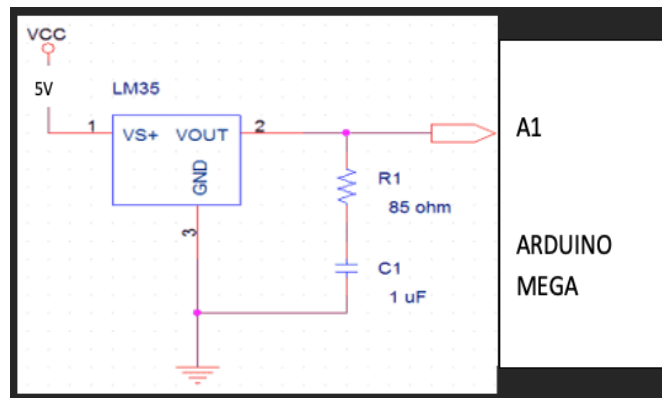 VCC
5V
LM35
1
VS+ VOUT
2
GND
3
R1
85 ohm
C1
1 uF
A1
ARDUINO
MEGA